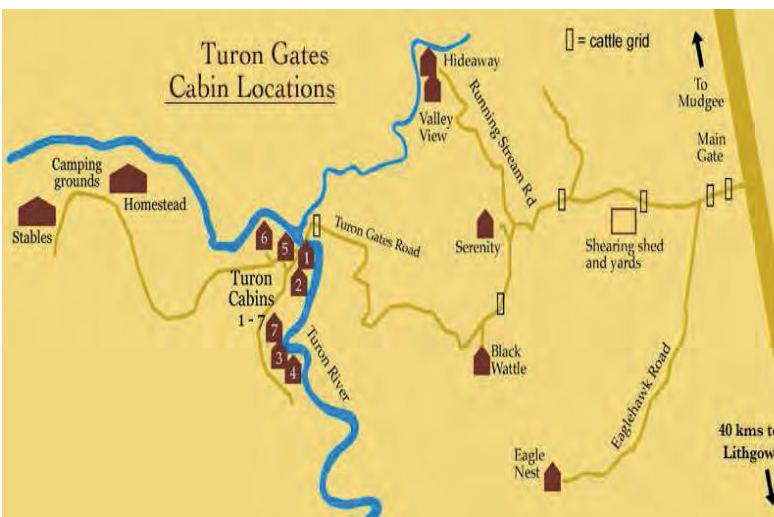 Turon Gates
Cabin Locations
= cattle grid
To
Mudgee
Main
Gate
Hideaway
Valley
View
Running Stream Rd
Camping
grounds
Homestead
Stables
6
5
1
2
Turon Gates Road
Serenity
Shearing shed
and yards
Turon
Cabins
1 - 7
7
3
4
Turon River
Black
Wattle
Eaglehawk Road
Eagle
Nest
40 kms to
Lithgow